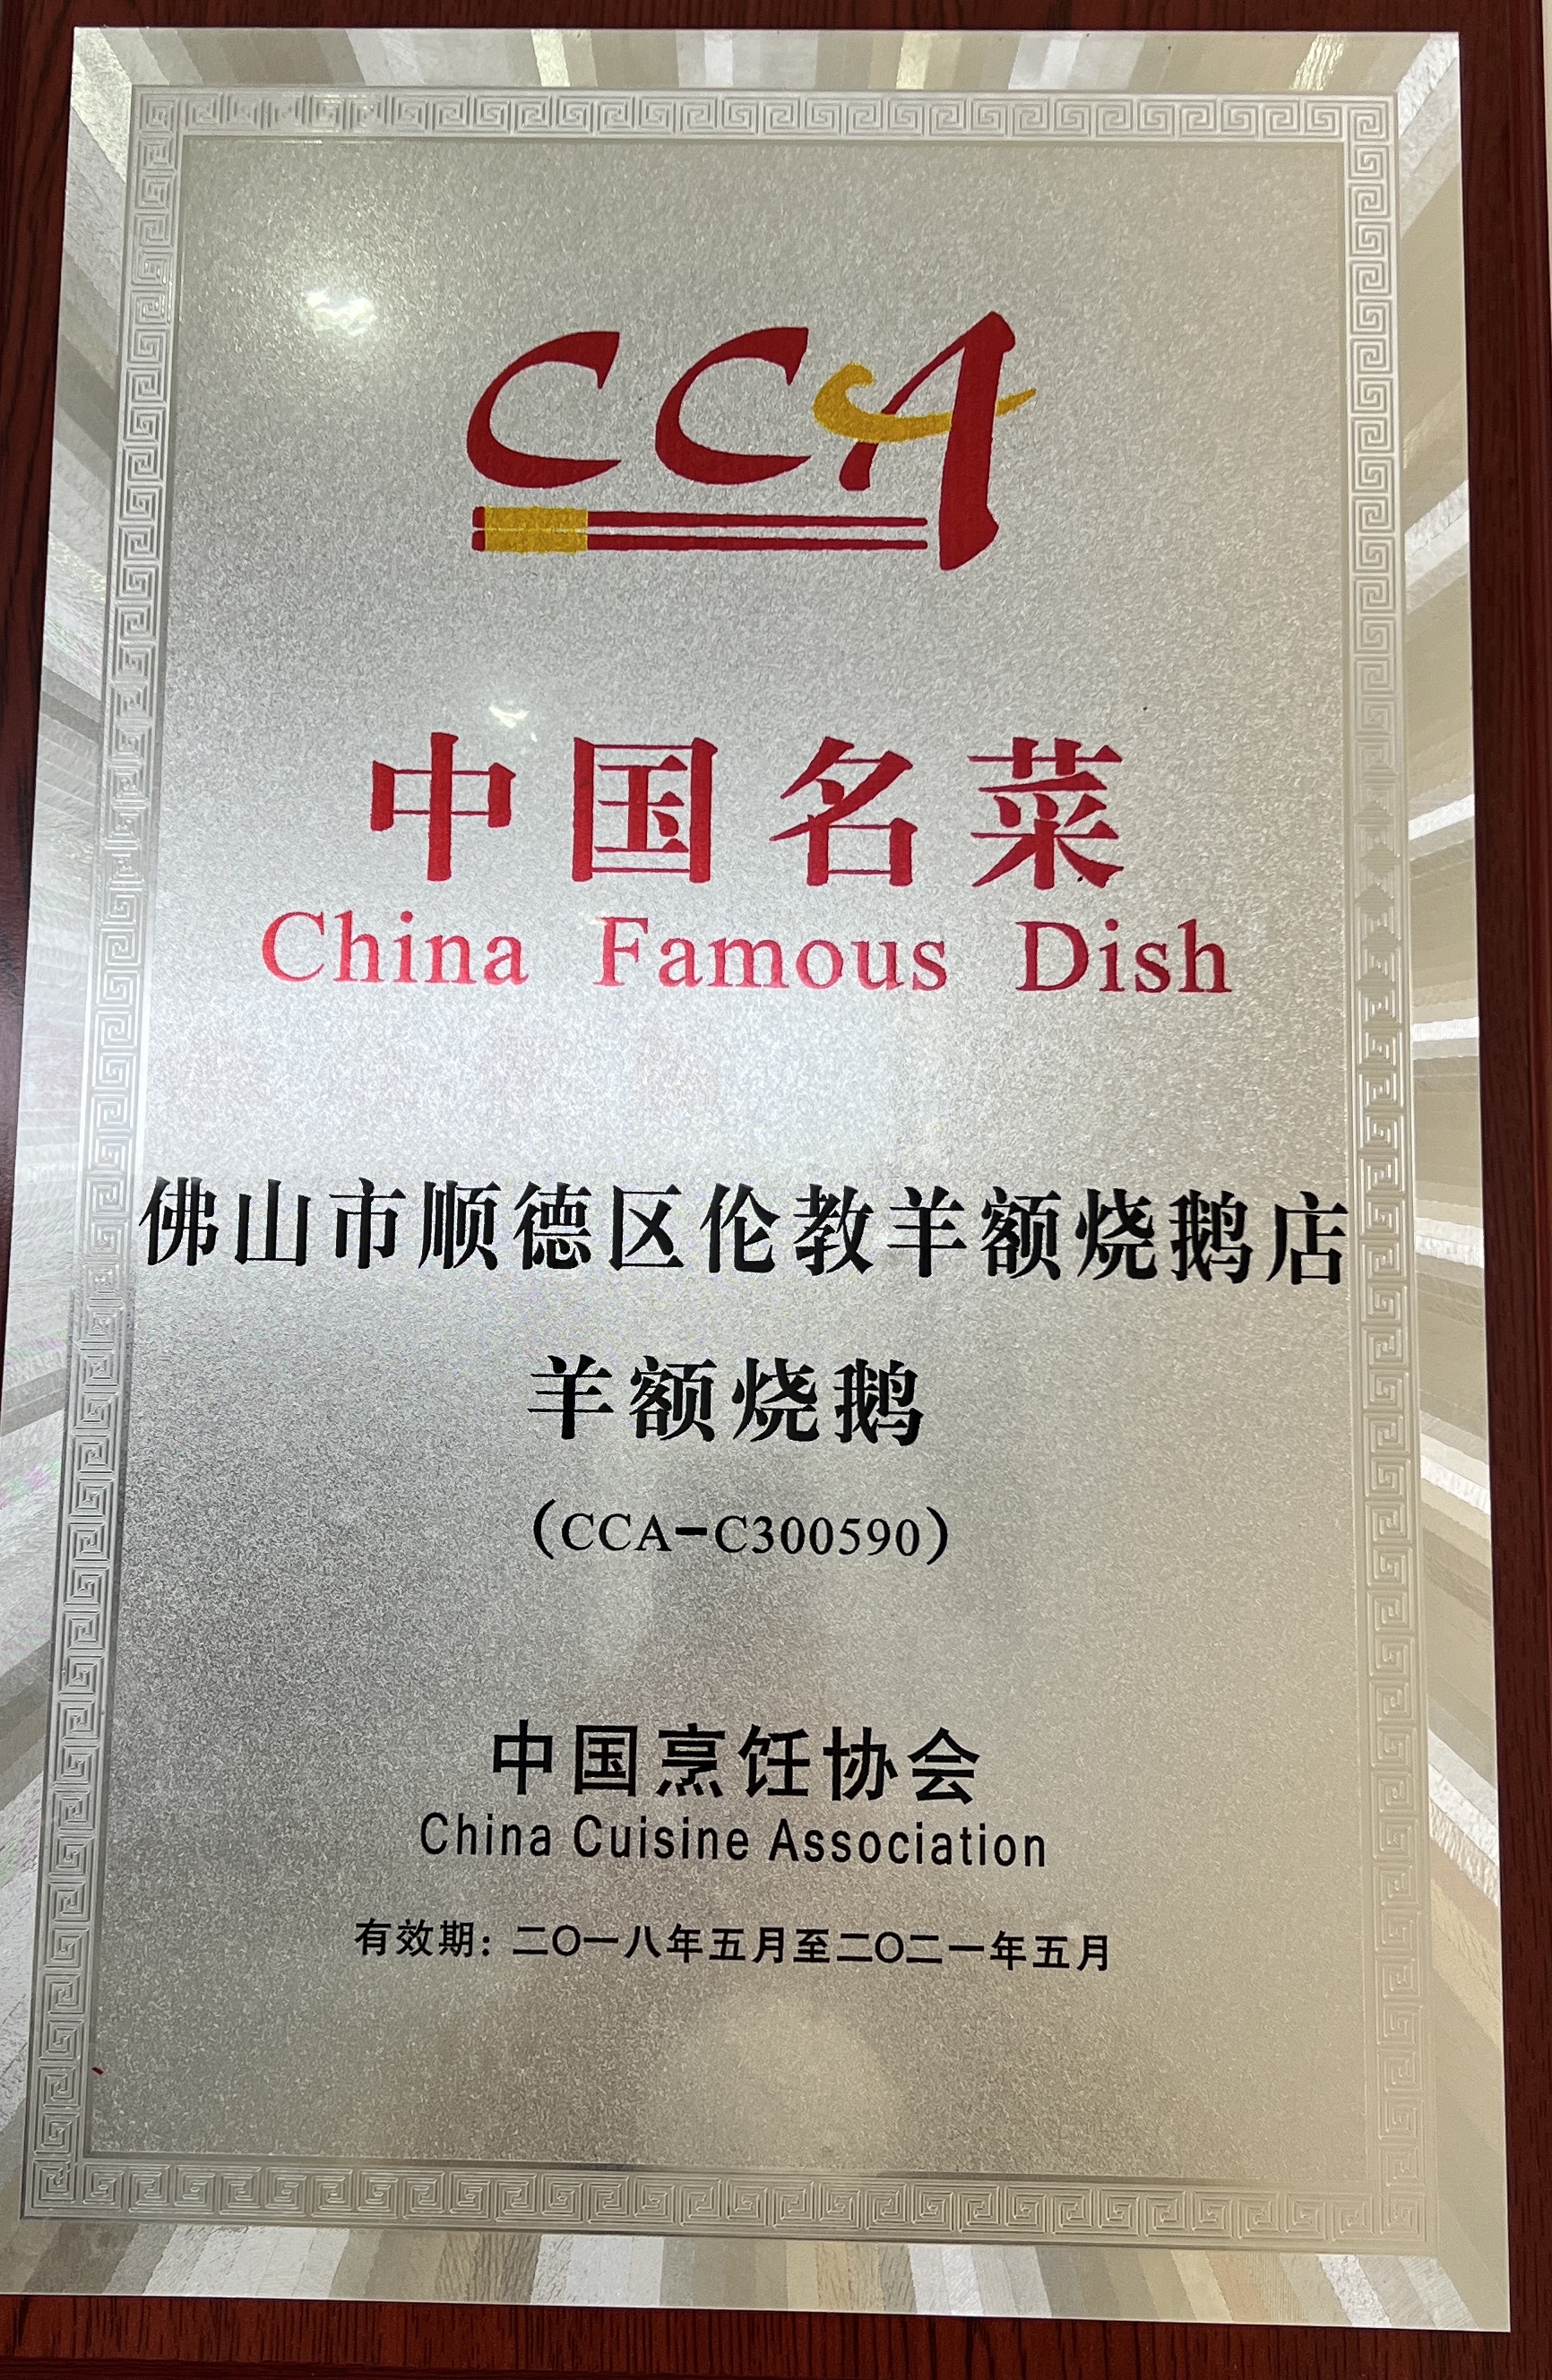 CCA
中国名菜
China Famous Dish
佛山市顺德区伦教羊额烧鹅店
羊额烧鹅
(CCA-C300590)
中国烹饪协会
China Cuisine Association
有效期：二〇一八年五月至二〇二一年五月